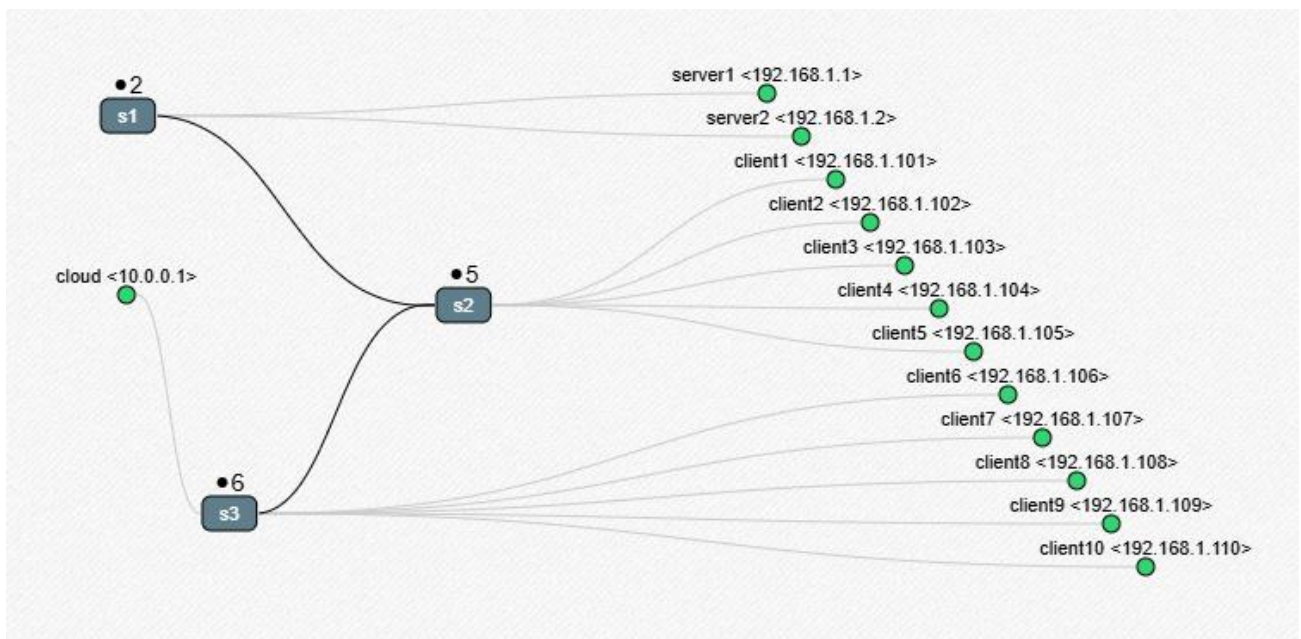 ●2
s1
server1 <192.168.1.1>
server2 <192.168.1.2>
client1 <192.168.1.101>
client2 <192.168.1.102>
client3 <192.168.1.103>
cloud <10.0.0.1>
●5
s2
client4 <192.168.1.104>
client5 <192.168.1.105>
client6 <192.168.1.106>
client7 <192.168.1.107>
client8 <192.168.1.108>
●6
s3
client9 <192.168.1.109>
client10 <192.168.1.110>